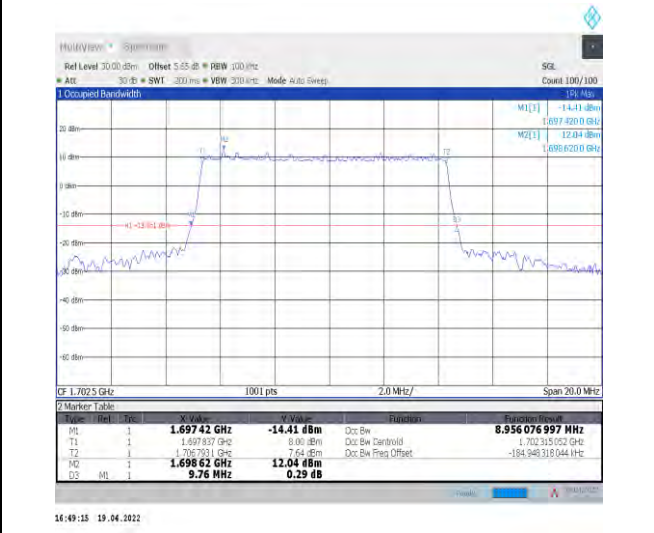 MultiView Spectrum
Ref Level 30.00 dBm Offset 5.65 dB RBW 100 kHz SGL
Att 30 dB SWT 200 ms VBW 300 kHz Mode Auto Sweep Count 100/100
1 Occupied Bandwidth 1Pk Max
M1[1] -14.41 dBm
1.697 420 0 GHz
M2[1] 12.04 dBm
1.698 620 0 GHz
20 dBm
M2
T1 T2
10 dBm
0 dBm
-10 dBm
-20 dBm
-30 dBm
-40 dBm
-50 dBm
-60 dBm
CF 1.702 5 GHz 1001 pts 2.0 MHz/ Span 20.0 MHz
2 Marker Table
Type Ref Trc X-Value Y-Value Function Function Result
M1 1 1.697 42 GHz -14.41 dBm Occ Bw 8.956 076 997 MHz
T1 1 1.697 837 GHz 8.00 dBm Occ Bw Centroid 1.702 315 052 GHz
T2 1 1.706 793 1 GHz 7.64 dBm Occ Bw Freq Offset -184.948 318 044 kHz
M2 1 1.698 62 GHz 12.04 dBm
D3 M1 1 9.76 MHz 0.29 dB
16:49:15 19.04.2022